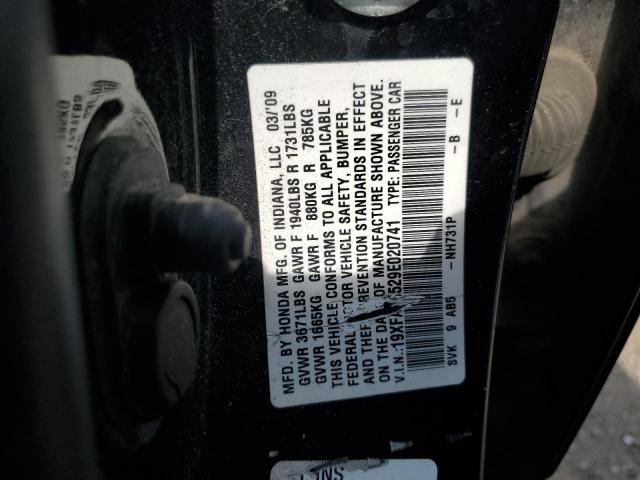 MFD. BY HONDA MFG. OF INDIANA, LLC 03/'09
GVWR 3671LBS GAWR F 1940LBS R 1731LBS
GVWR 1665KG GAWR F 880KG R 785KG
THIS VEHICLE CONFORMS TO ALL APPLICABLE
FEDERAL MOTOR VEHICLE SAFETY, BUMPER,
AND THEFT PREVENTION STANDARDS IN EFFECT
ON THE DATE OF MANUFACTURE SHOWN ABOVE.
V.I.N.: TYPE: PASSENGER CAR
SVK 9 AB5 -NH731P -B -E